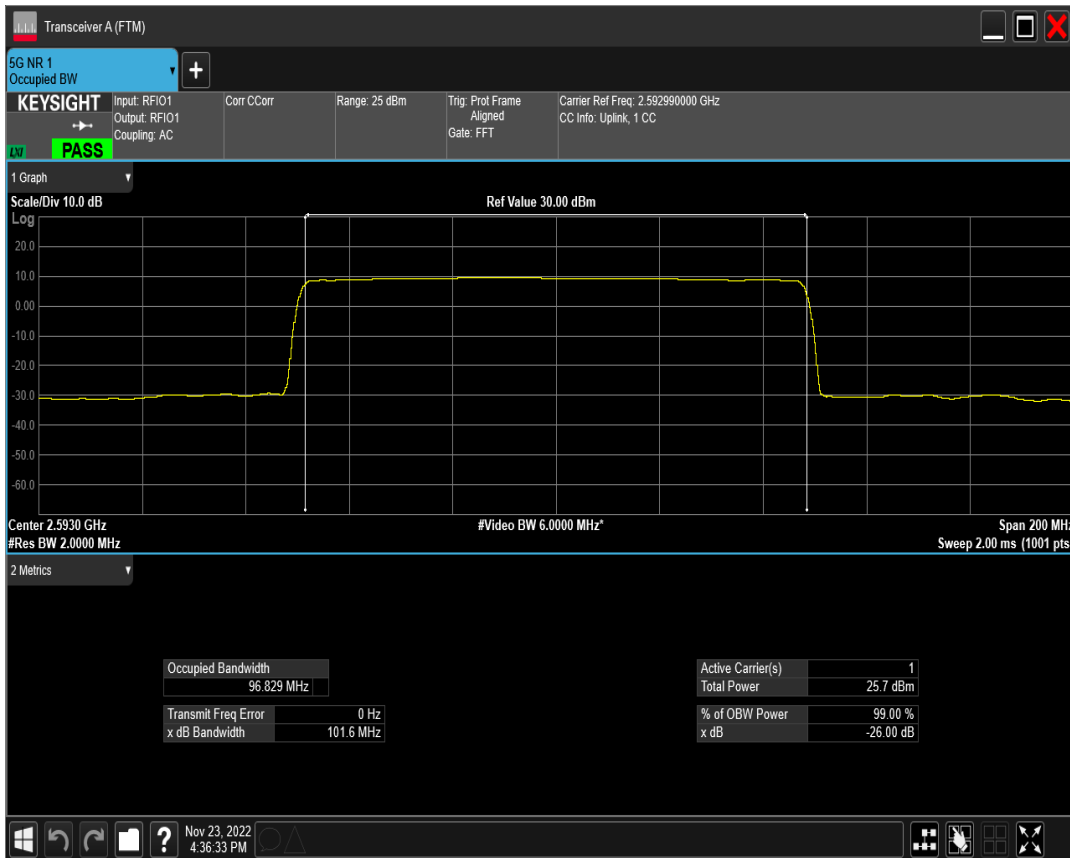 Transceiver A (FTM)
5G NR 1
Occupied BW
+
KEYSIGHT
LXI
PASS
Input: RFIO1
Output: RFIO1
Coupling: AC
Corr CCorr
Range: 25 dBm
Trig: Prot Frame
Aligned
Gate: FFT
Carrier Ref Freq: 2.592990000 GHz
CC Info: Uplink, 1 CC
1 Graph
Scale/Div 10.0 dB
Ref Value 30.00 dBm
Log
20.0
10.0
0.00
-10.0
-20.0
-30.0
-40.0
-50.0
-60.0
Center 2.5930 GHz
#Video BW 6.0000 MHz*
Span 200 MHz
#Res BW 2.0000 MHz
Sweep 2.00 ms (1001 pts
2 Metrics
Occupied Bandwidth
96.829 MHz
Transmit Freq Error 0 Hz
x dB Bandwidth 101.6 MHz
Active Carrier(s) 1
Total Power 25.7 dBm
% of OBW Power 99.00 %
x dB -26.00 dB
?
Nov 23, 2022
4:36:33 PM